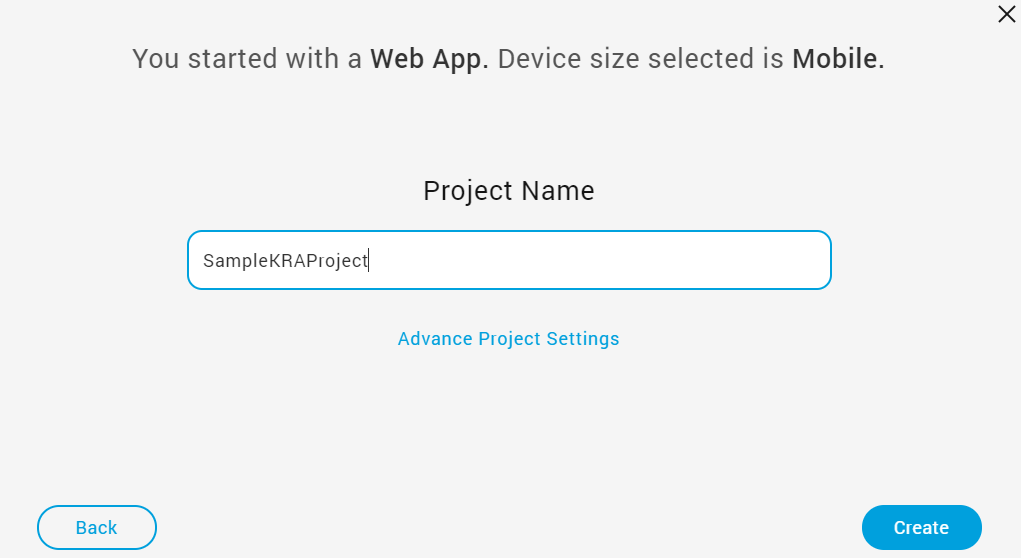 You started with a Web App. Device size selected is Mobile.
Project Name
SampleKRAProject
Advance Project Settings
Back
Create